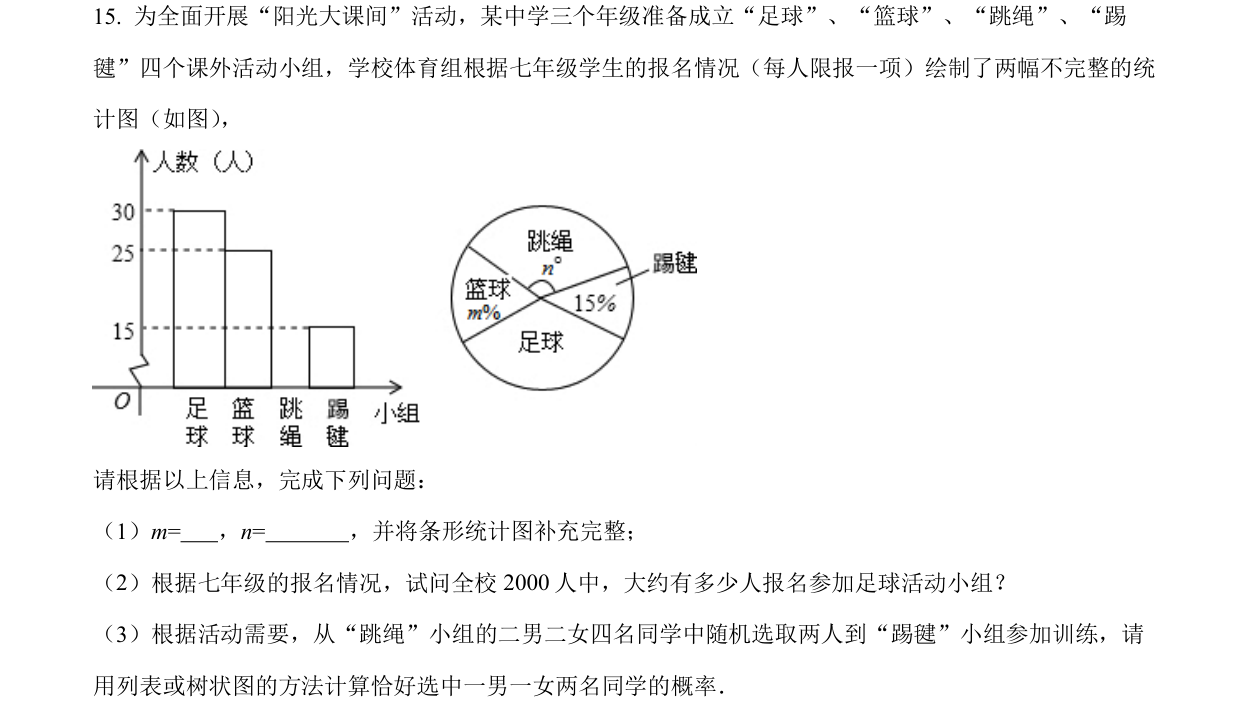 15. 为全面开展“阳光大课间”活动，某中学三个年级准备成立“足球”、“篮球”、“跳绳”、“踢
毽”四个课外活动小组，学校体育组根据七年级学生的报名情况（每人限报一项）绘制了两幅不完整的统
计图（如图），
人数（人）
30
25
15
O
足球
篮球
跳绳
踢毽
小组
跳绳
n°
踢毽
篮球
m%
15%
足球
请根据以上信息，完成下列问题：
（1）m=___，n=_______，并将条形统计图补充完整；
（2）根据七年级的报名情况，试问全校 2000 人中，大约有多少人报名参加足球活动小组？
（3）根据活动需要，从“跳绳”小组的二男二女四名同学中随机选取两人到“踢毽”小组参加训练，请
用列表或树状图的方法计算恰好选中一男一女两名同学的概率．